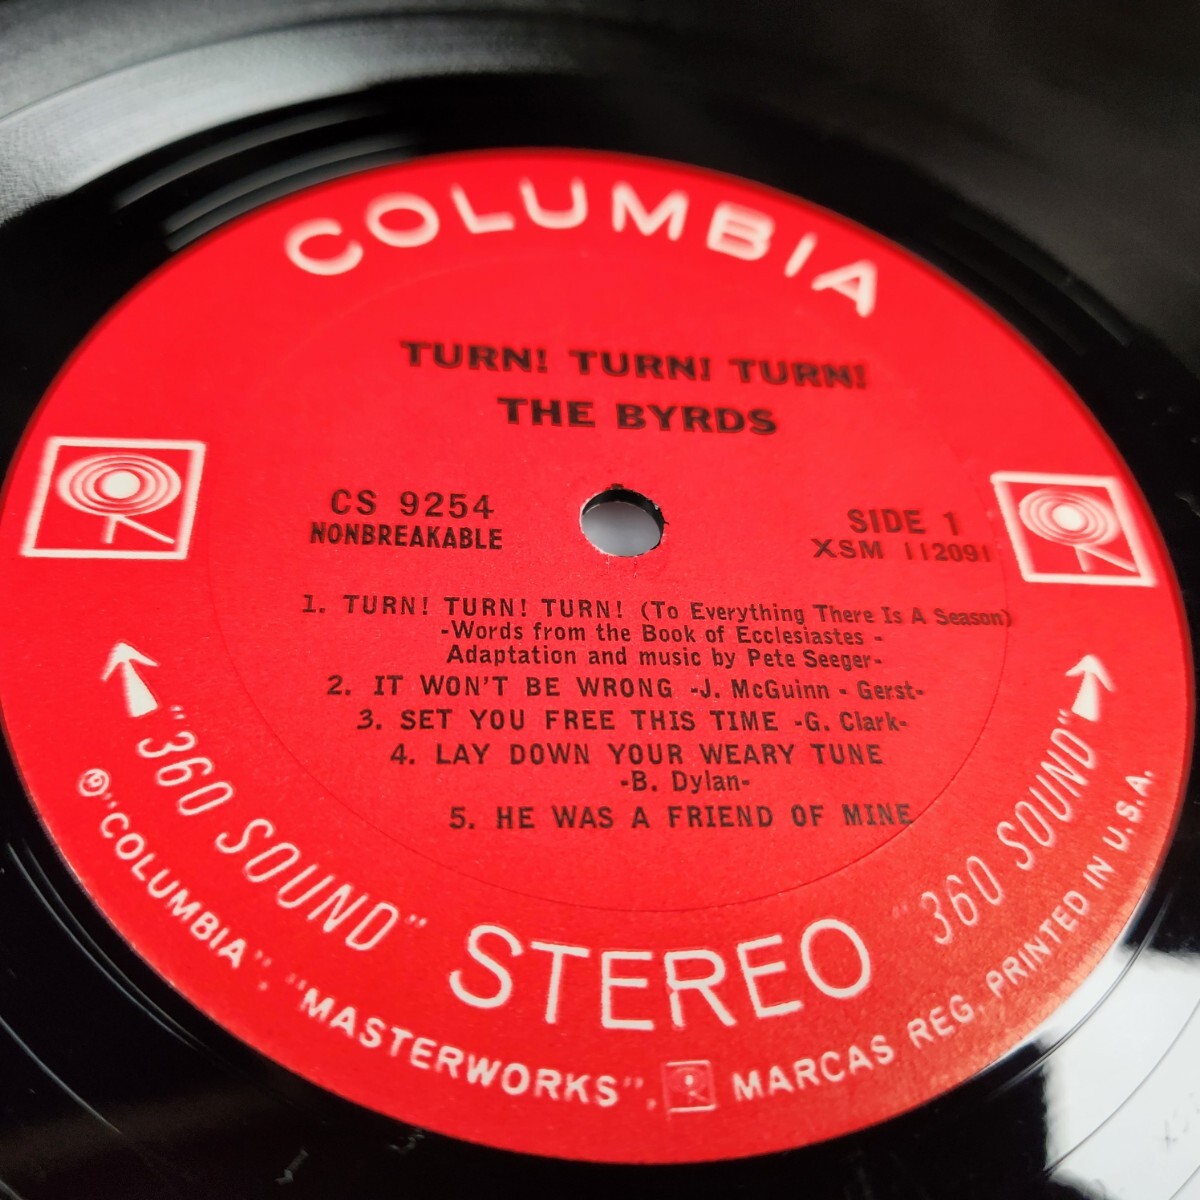 COLUMBIA
TURN! TURN! TURN!
THE BYRDS
CS 9254
NONBREAKABLE
SIDE 1
XSM 112091
1. TURN! TURN! TURN! (To Everything There Is A Season)
-Words from the Book of Ecclesiastes -
Adaptation and music by Pete Seeger-
2. IT WON'T BE WRONG -J. McGuinn - Gerst-
3. SET YOU FREE THIS TIME -G. Clark-
4. LAY DOWN YOUR WEARY TUNE
-B. Dylan-
5. HE WAS A FRIEND OF MINE
"360 SOUND" STEREO "360 SOUND"
℗"COLUMBIA", "MASTERWORKS", MARCAS REG. PRINTED IN U.S.A.